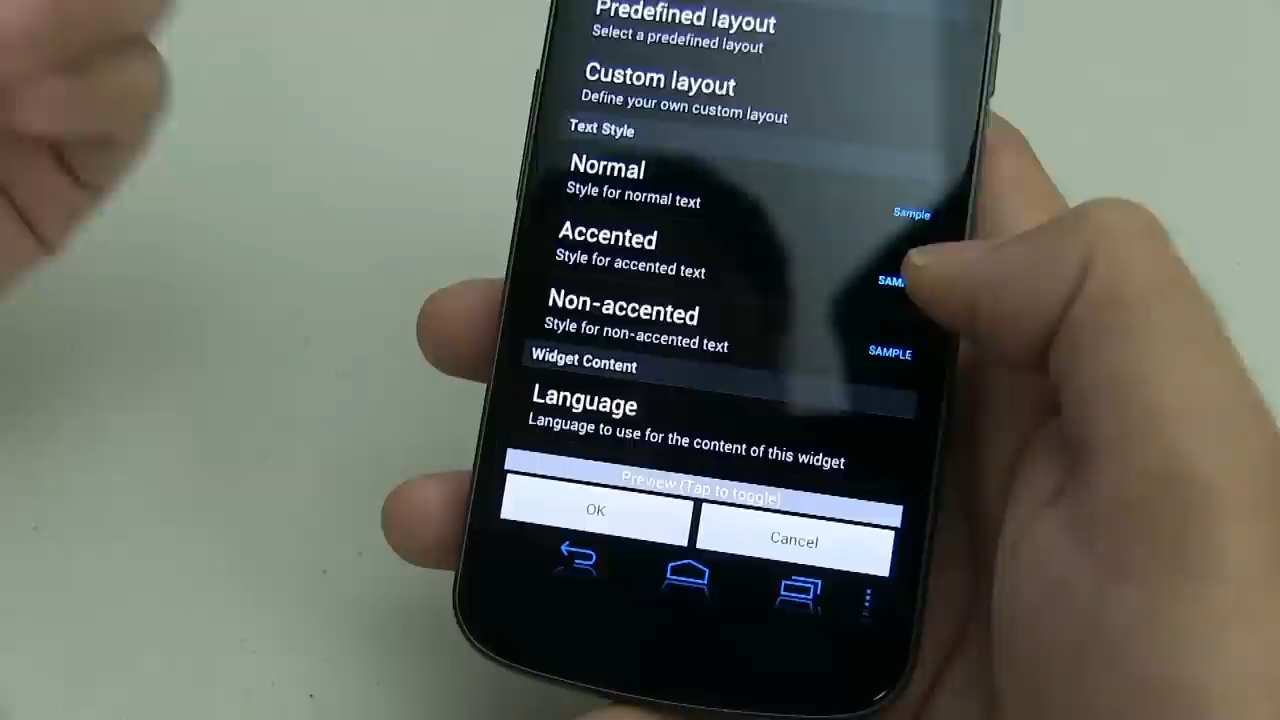 Predefined layout
Select a predefined layout
Custom layout
Define your own custom layout
Text Style
Normal
Style for normal text
Sample
Accented
Style for accented text
Non-accented
Style for non-accented text
SAMPLE
Widget Content
Language
Language to use for the content of this widget
Preview (Tap to toggle)
OK
Cancel